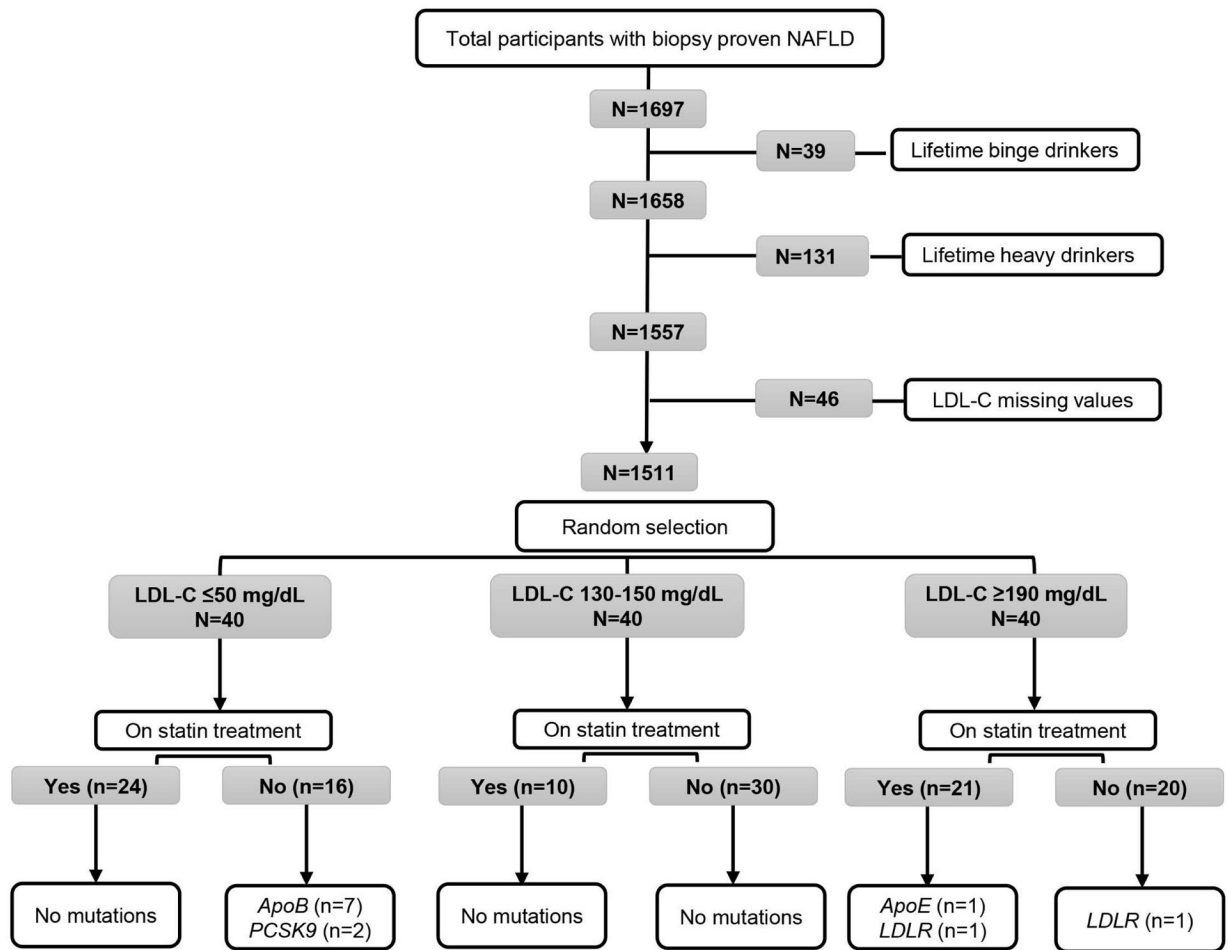 Total participants with biopsy proven NAFLD
N=1697
N=39
Lifetime binge drinkers
N=1658
N=131
Lifetime heavy drinkers
N=1557
N=46
LDL-C missing values
N=1511
Random selection
LDL-C ≤50 mg/dL
N=40
LDL-C 130-150 mg/dL
N=40
LDL-C ≥190 mg/dL
N=40
On statin treatment
On statin treatment
On statin treatment
Yes (n=24)
No (n=16)
Yes (n=10)
No (n=30)
Yes (n=21)
No (n=20)
No mutations
ApoB (n=7)
PCSK9 (n=2)
No mutations
No mutations
ApoE (n=1)
LDLR (n=1)
LDLR (n=1)